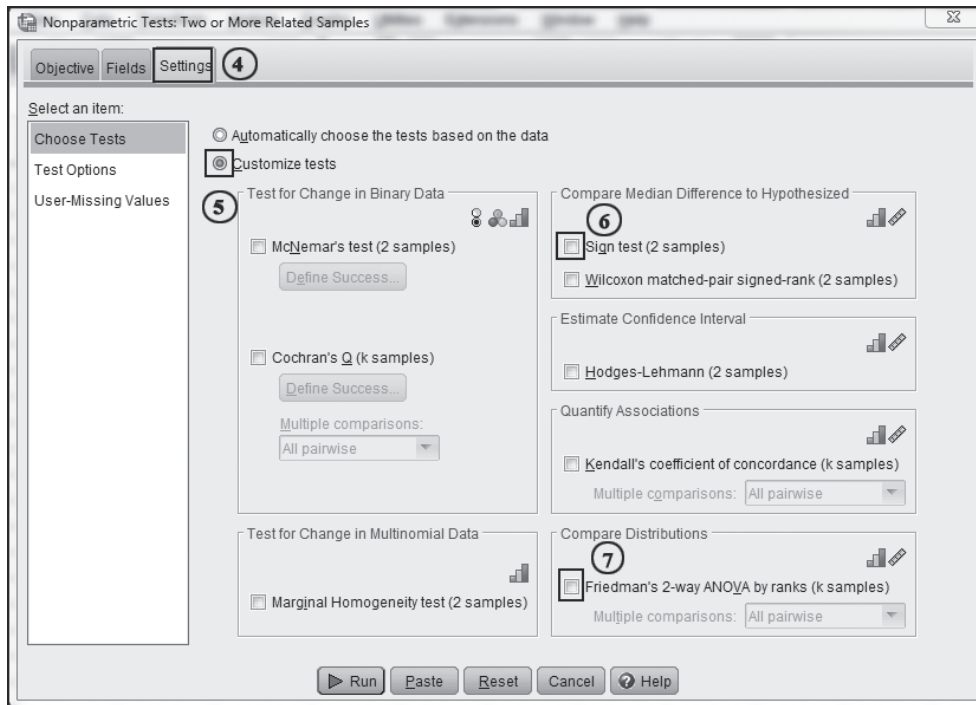 Nonparametric Tests: Two or More Related Samples
Objective Fields Settings 4
Select an item:
Choose Tests
Test Options
User-Missing Values
Automatically choose the tests based on the data
Customize tests
5 Test for Change in Binary Data
McNemar's test (2 samples)
Define Success...
Cochran's Q (k samples)
Define Success...
Multiple comparisons:
All pairwise
Test for Change in Multinomial Data
Marginal Homogeneity test (2 samples)
Compare Median Difference to Hypothesized
6
Sign test (2 samples)
Wilcoxon matched-pair signed-rank (2 samples)
Estimate Confidence Interval
Hodges-Lehmann (2 samples)
Quantify Associations
Kendall's coefficient of concordance (k samples)
Multiple comparisons: All pairwise
Compare Distributions
7
Friedman's 2-way ANOVA by ranks (k samples)
Multiple comparisons: All pairwise
Run Paste Reset Cancel Help